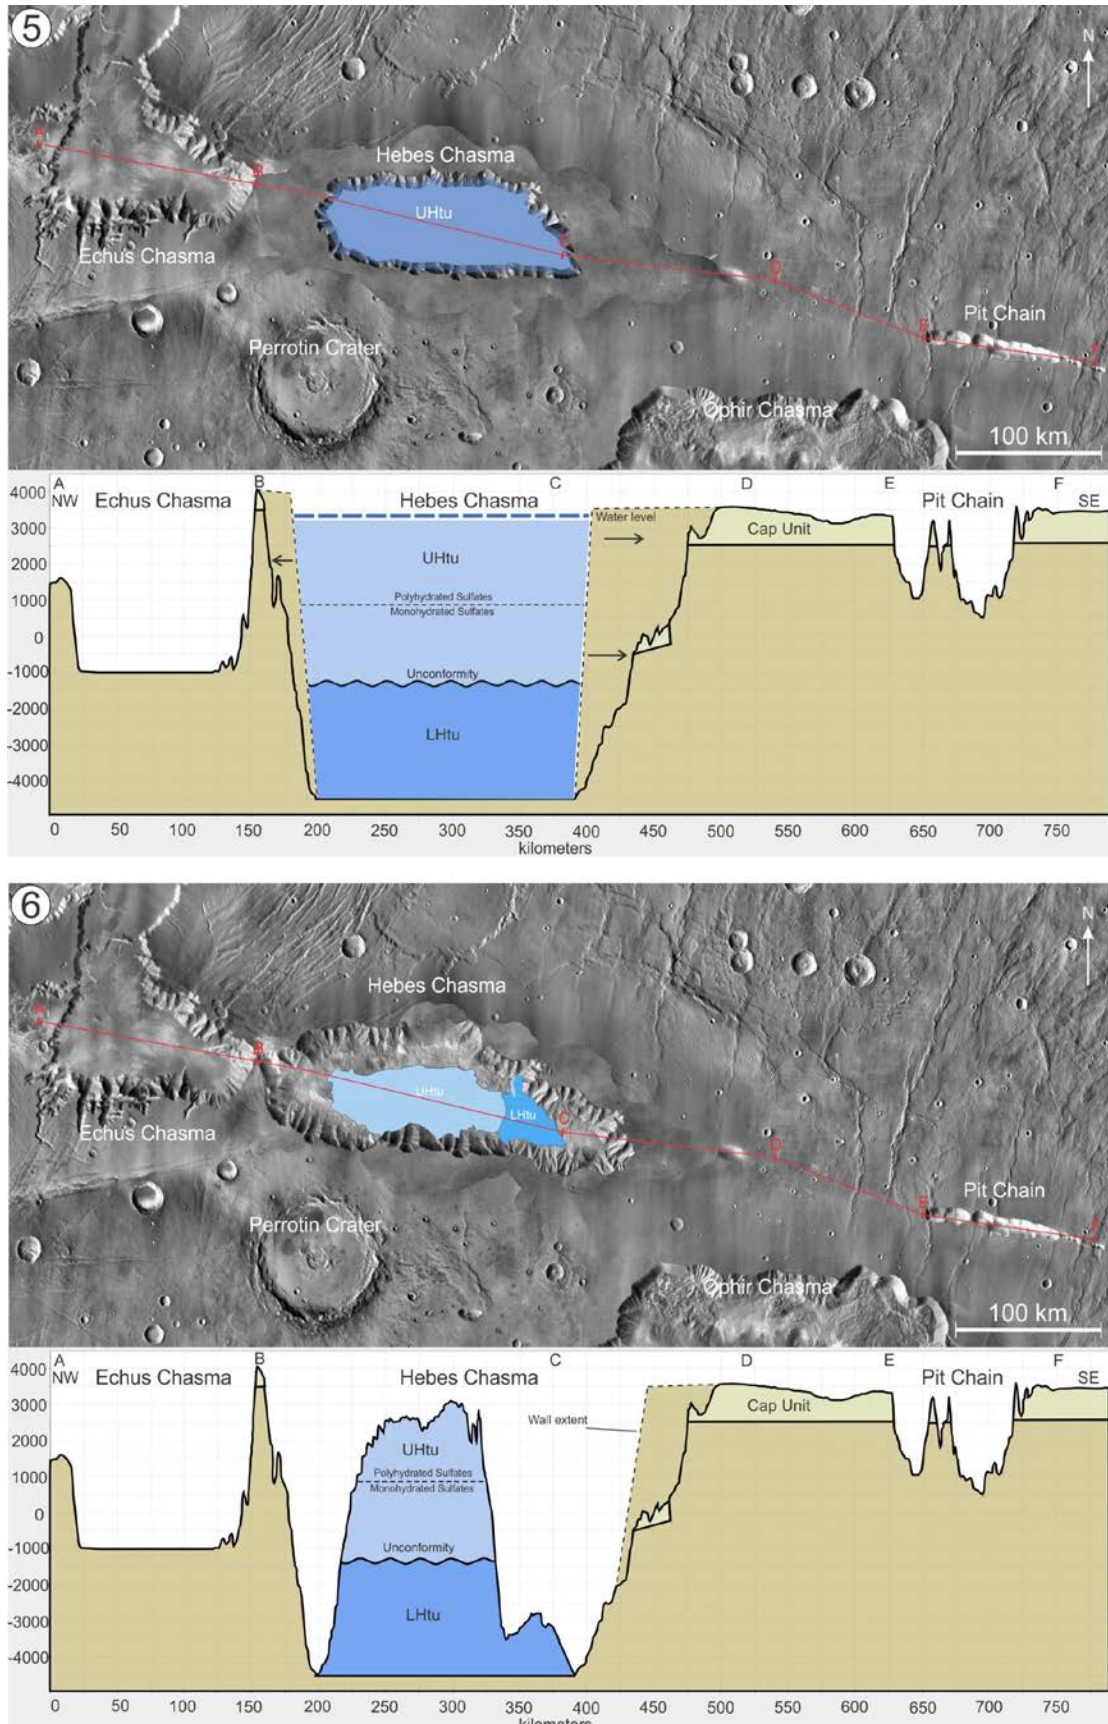 5
N
A
B
Hebes Chasma
UHtu
C
Echus Chasma
D
E
Pit Chain
F
Perrotin Crater
Ophir Chasma
100 km
A B C D E F
NW Echus Chasma Hebes Chasma Pit Chain SE
4000
3000
2000
1000
0
-1000
-2000
-3000
-4000
Water level
UHtu
Cap Unit
Polyhydrated Sulfates
Monohydrated Sulfates
Unconformity
LHtu
0 50 100 150 200 250 300 350 400 450 500 550 600 650 700 750
kilometers
6
N
Hebes Chasma
A
B
UHtu
LHtu
C
Echus Chasma
D
E
Pit Chain
F
Perrotin Crater
Ophir Chasma
100 km
A B C D E F
NW Echus Chasma Hebes Chasma Pit Chain SE
4000
3000
2000
1000
0
-1000
-2000
-3000
-4000
Wall extent
Cap Unit
UHtu
Polyhydrated Sulfates
Monohydrated Sulfates
Unconformity
LHtu
0 50 100 150 200 250 300 350 400 450 500 550 600 650 700 750
kilometers